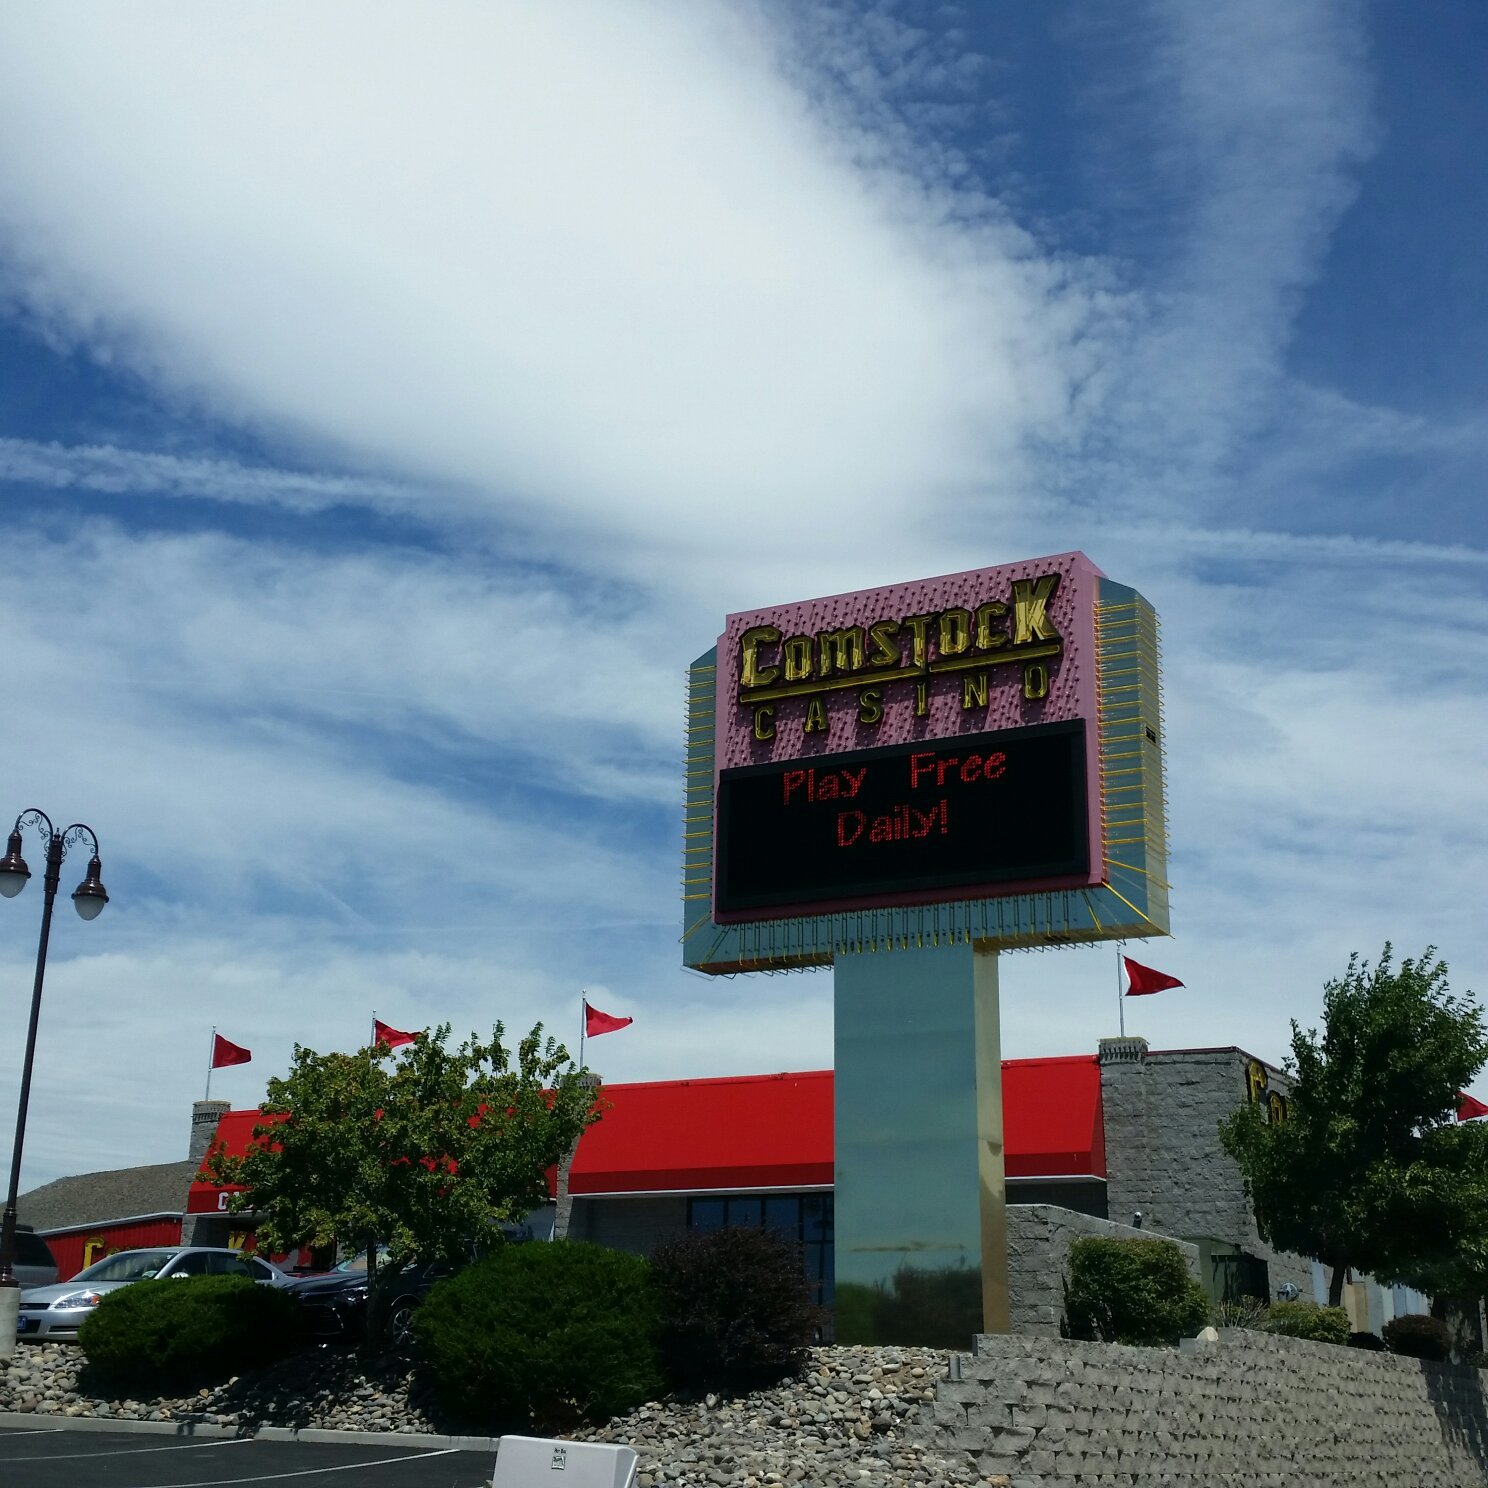 Comstock
CASINO
Play Free
Daily!